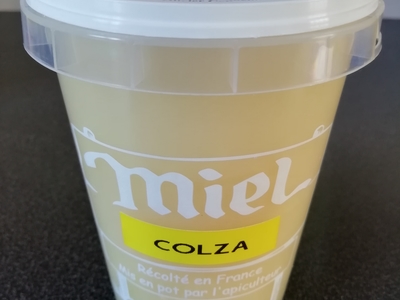 Miel
COLZA
Récolté en France
Mis en pot par l'apiculteur